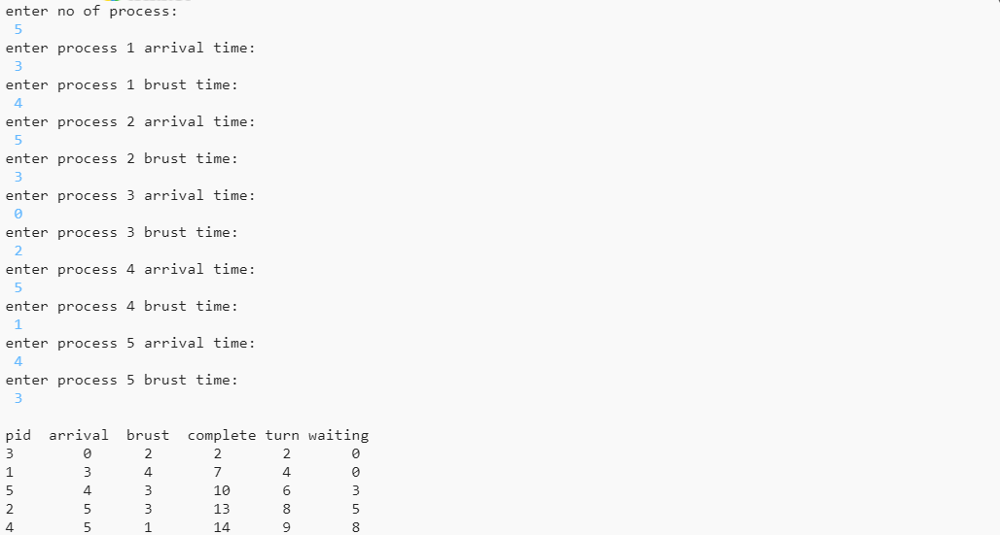 enter no of process:
5
enter process 1 arrival time:
3
enter process 1 brust time:
4
enter process 2 arrival time:
5
enter process 2 brust time:
3
enter process 3 arrival time:
0
enter process 3 brust time:
2
enter process 4 arrival time:
5
enter process 4 brust time:
1
enter process 5 arrival time:
4
enter process 5 brust time:
3
pid arrival brust complete turn waiting
3 0 2 2 2 0
1 3 4 7 4 0
5 4 3 10 6 3
2 5 3 13 8 5
4 5 1 14 9 8